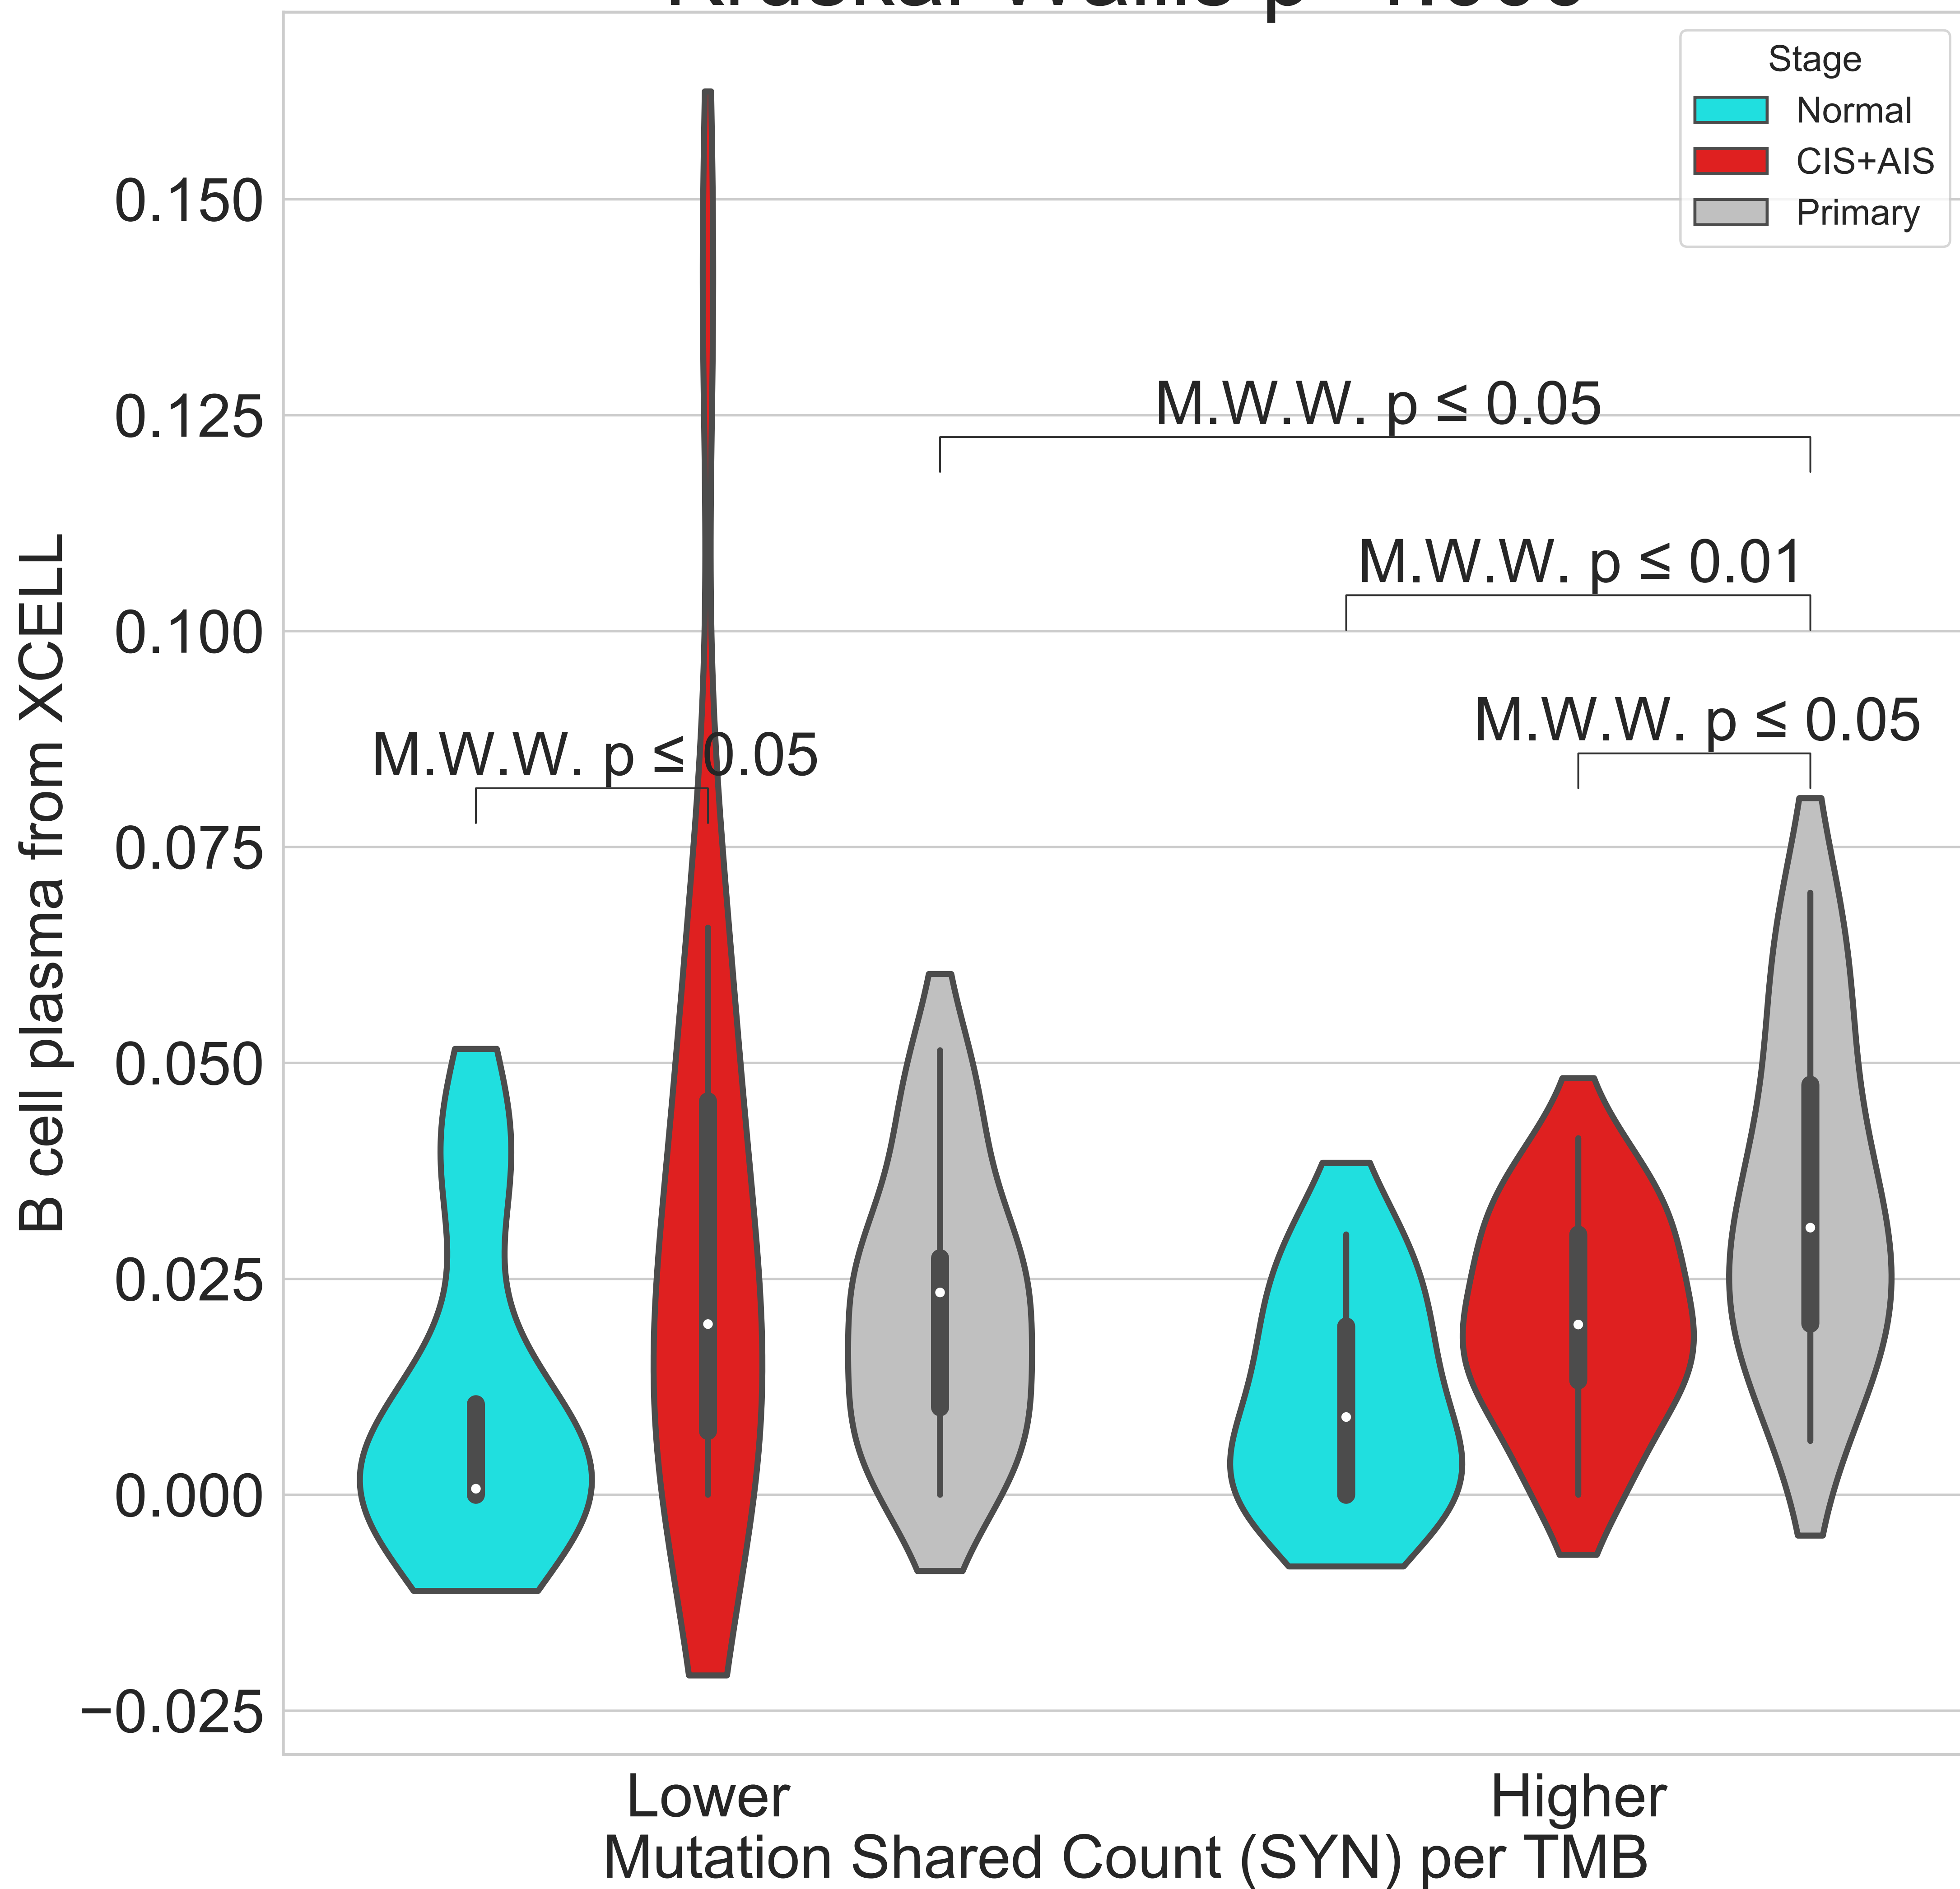 Stage
Normal
CIS+AIS
Primary
0.150
0.125
0.100
0.075
0.050
0.025
0.000
−0.025
B cell plasma from XCELL
M.W.W. p ≤ 0.05
M.W.W. p ≤ 0.01
M.W.W. p ≤ 0.05
M.W.W. p ≤ 0.05
Lower
Higher
Mutation Shared Count (SYN) per TMB